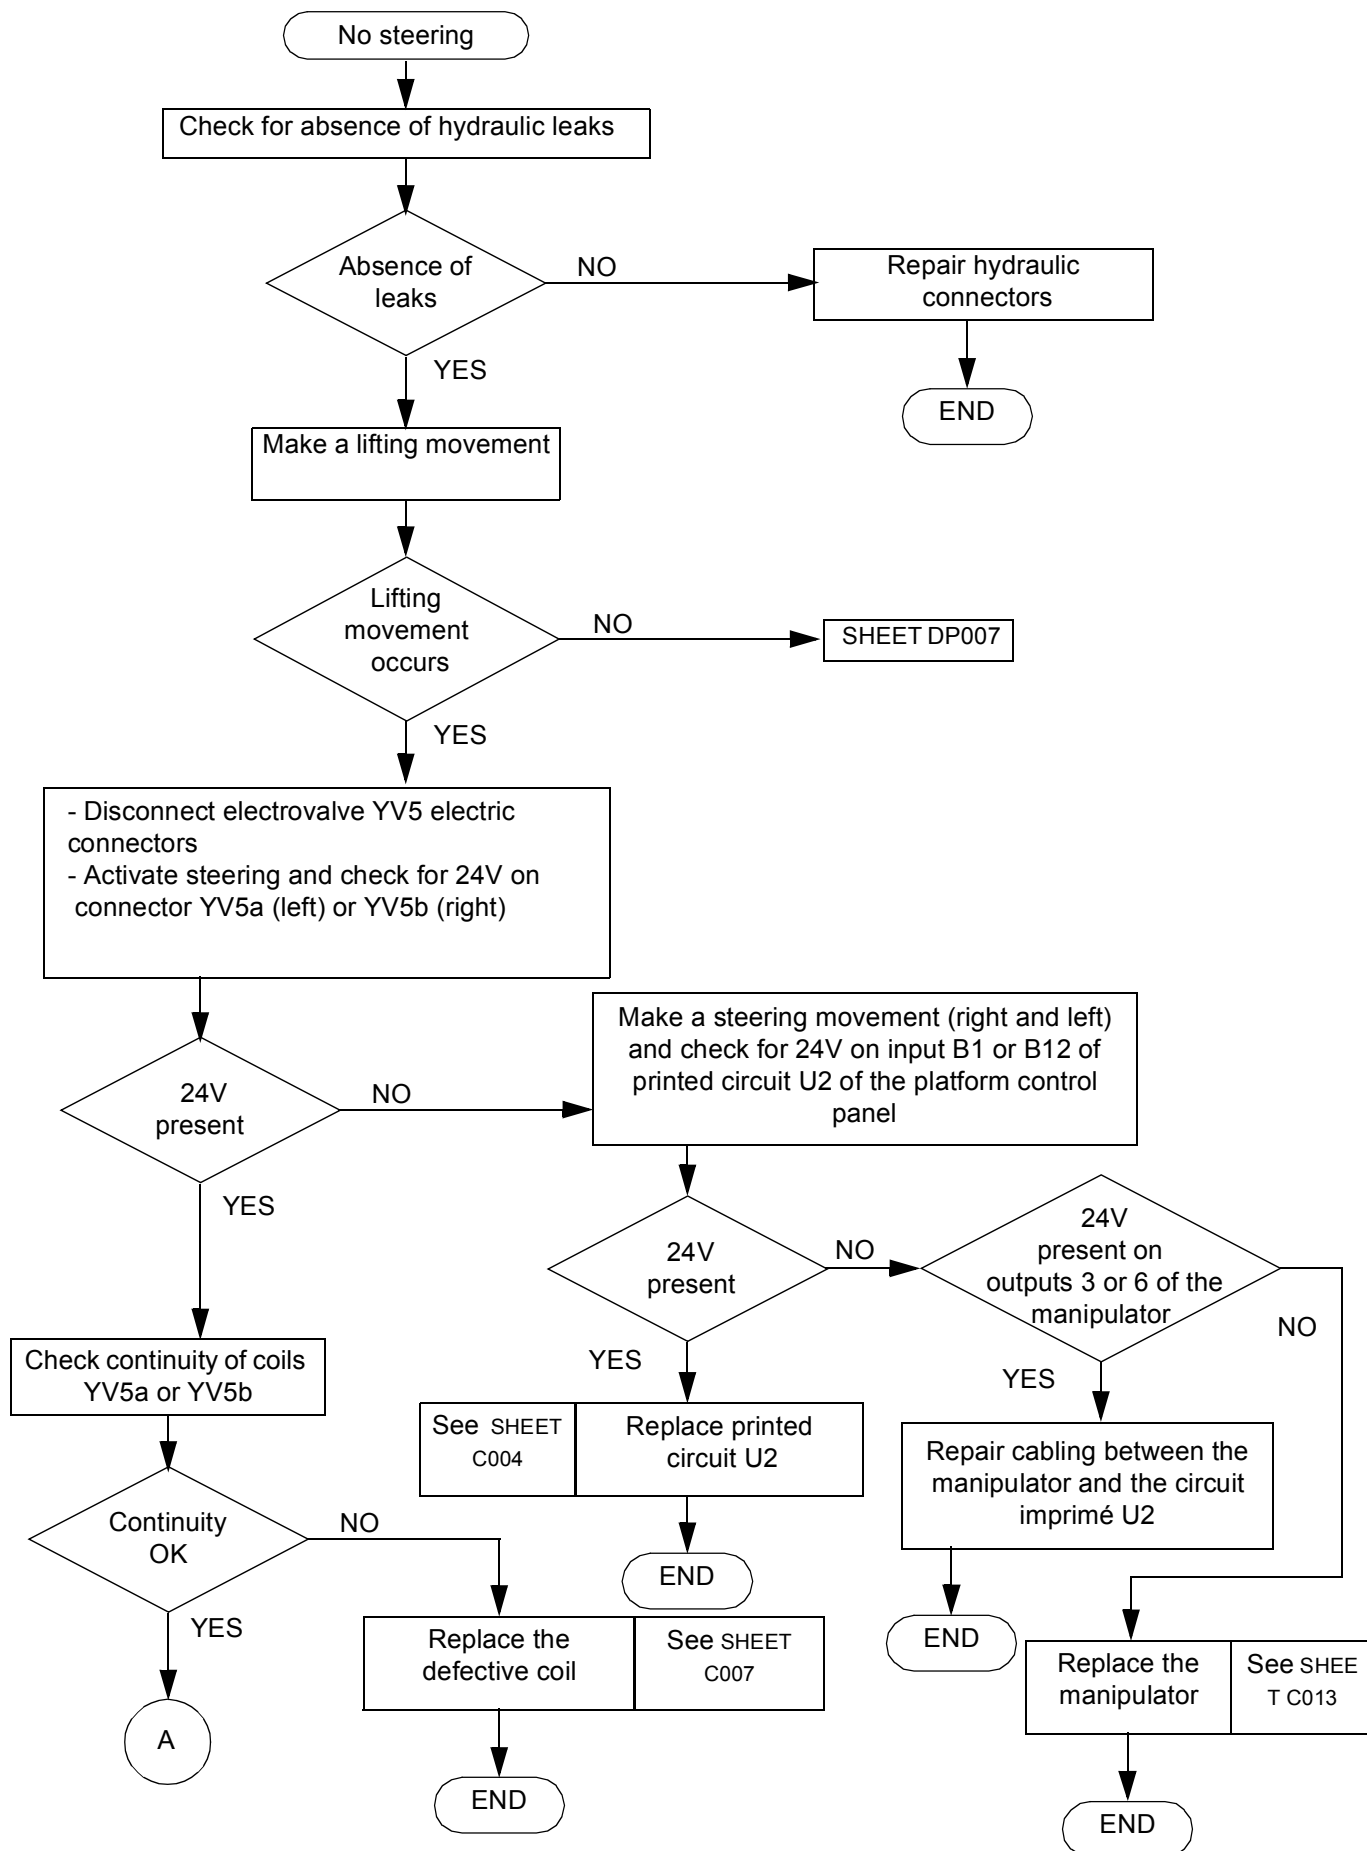 No steering
Check for absence of hydraulic leaks
Absence of
leaks
NO
Repair hydraulic
connectors
YES
END
Make a lifting movement
Lifting
movement
occurs
NO
SHEET DP007
YES
- Disconnect electrovalve YV5 electric
connectors
- Activate steering and check for 24V on
connector YV5a (left) or YV5b (right)
Make a steering movement (right and left)
and check for 24V on input B1 or B12 of
printed circuit U2 of the platform control
panel
24V
present
NO
YES
24V
present
NO
24V
present on
outputs 3 or 6 of the
manipulator
NO
YES
YES
Check continuity of coils
YV5a or YV5b
See SHEET
C004
Replace printed
circuit U2
Repair cabling between the
manipulator and the circuit
imprimé U2
Continuity
OK
NO
END
YES
Replace the
defective coil
See SHEET
C007
END
Replace the
manipulator
See SHEE
T C013
A
END
END